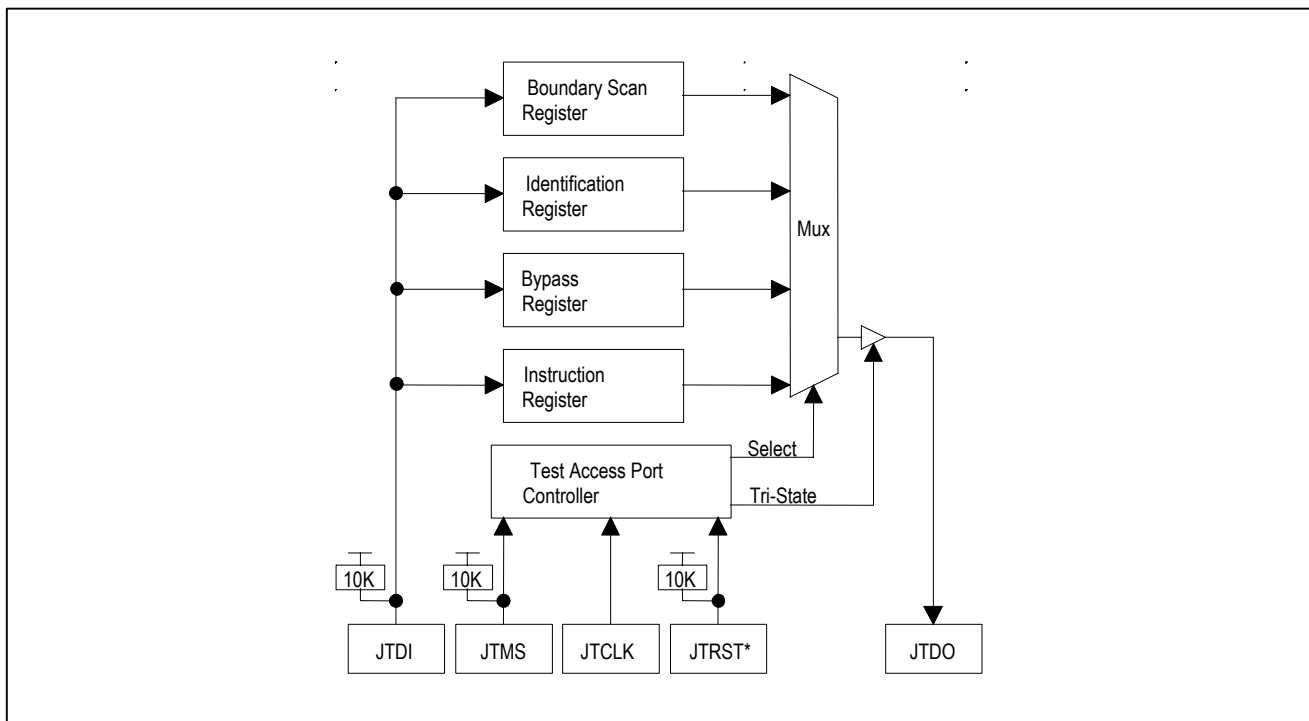 Boundary Scan
Register
Identification
Register
Mux
Bypass
Register
Instruction
Register
Select
Test Access Port
Controller
Tri-State
10K
10K
10K
JTDI
JTMS
JTCLK
JTRST*
JTDO